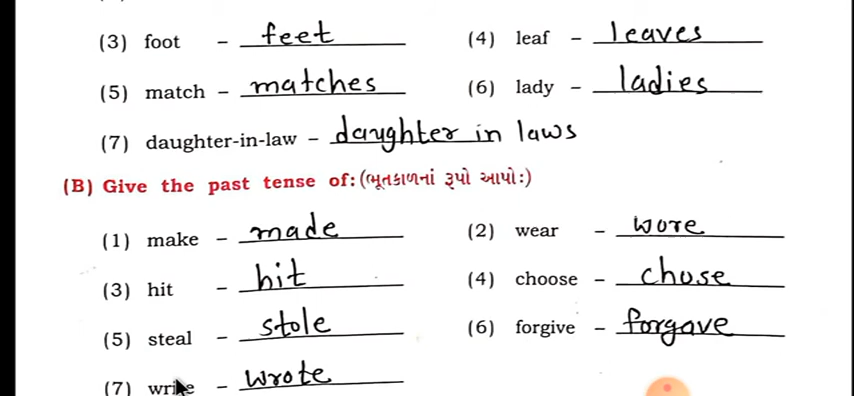 (3) foot - feet (4) leaf - leaves
(5) match - matches (6) lady - ladies
(7) daughter-in-law - daughter in laws
(B) Give the past tense of: (ભૂતકાળનાં રૂપો આપો:)
(1) make - made (2) wear - wore
(3) hit - hit (4) choose - chose
(5) steal - stole (6) forgive - forgave
(7) write - wrote